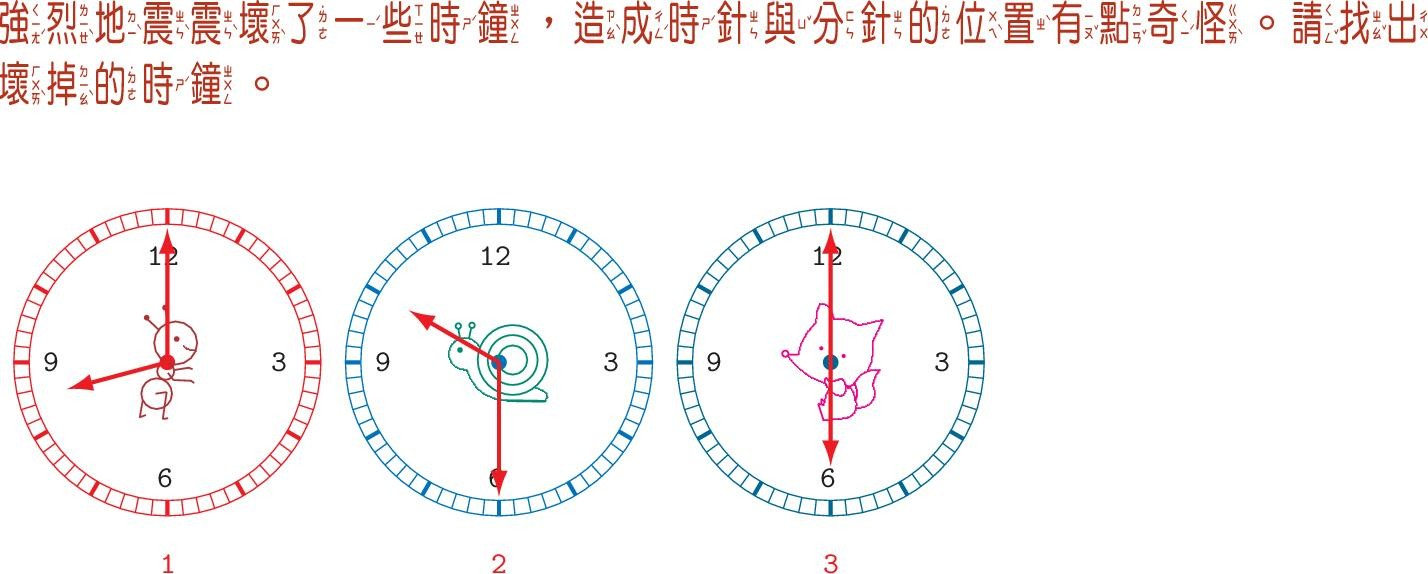 強烈地震震壞了一些時鐘，造成時針與分針的位置有點奇怪。請找出
壞掉的時鐘。
12 12 12
9 3 9 3 9 3
6 6 6
1 2 3